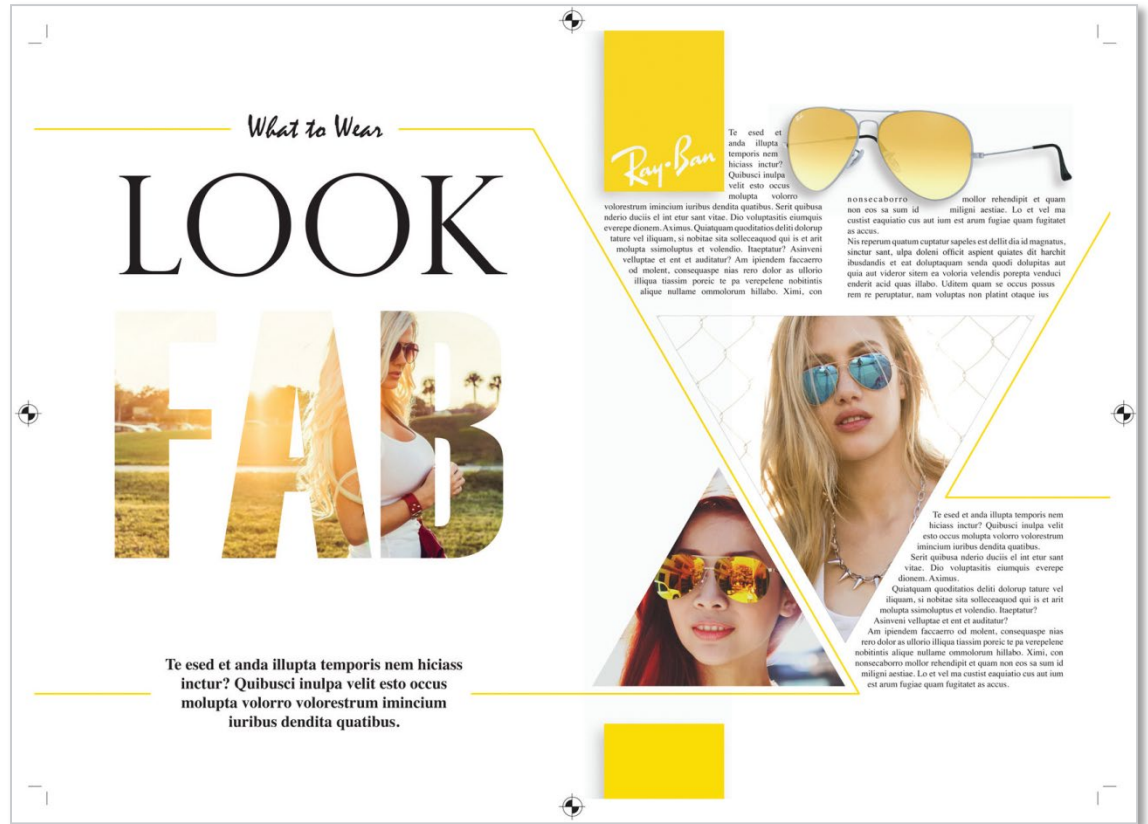 What to Wear
LOOK
FAB
Te esed et anda illupta temporis nem hiciass
inctur? Quibusci inulpa velit esto occus
molupta volorro volorestrum imincium
iuribus dendita quatibus.
Ray-Ban
Te esed et
anda illupta
temporis nem
hiciass inctur?
Quibusci inulpa
velit esto occus
molupta volorro
volorestrum imincium iuribus dendita quatibus. Serit quibusa
nderio duciis el int etur sant vitae. Dio voluptasitis eiumquis
everepe dionem. Aximus. Quiatquam quoditatios deliti dolorup
tature vel iliquam, si nobitae sita solleceaquod qui is et arit
molupta ssimoluptus et volendio. Itaeptatur? Asinveni
velluptae et ent et auditatur? Am ipiendem faccaerro
od molent, consequaspe nias rero dolor as ullorio
illiqua tiassim poreic te pa verepelene nobitintis
alique nullame ommolorum hillabo. Ximi, con
nonsecaborro mollor rehendipit et quam
non eos sa sum id miligni aestiae. Lo et vel ma
custist eaquiatio cus aut ium est arum fugiae quam fugitatet
as accus.
Nis reperum quatum cuptatur sapeles est dellit dia id magnatus,
sinctur sant, ulpa doleni officit aspient quiates dit harchit
ibusdandis et eat doluptaquam senda quodi dolupitas aut
quia aut videror sitem ea voloria velendis porepta venduci
enderit acid quas illabo. Uditem quam se occus possus
rem re peruptatur, nam voluptas non platint otaque ius
Te esed et anda illupta temporis nem
hiciass inctur? Quibusci inulpa velit
esto occus molupta volorro volorestrum
imincium iuribus dendita quatibus.
Serit quibusa nderio duciis el int etur sant
vitae. Dio voluptasitis eiumquis everepe
dionem. Aximus.
Quiatquam quoditatios deliti dolorup tature vel
iliquam, si nobitae sita solleceaquod qui is et arit
molupta ssimoluptus et volendio. Itaeptatur?
Asinveni velluptae et ent et auditatur?
Am ipiendem faccaerro od molent, consequaspe nias
rero dolor as ullorio illiqua tiassim poreic te pa verepelene
nobitintis alique nullame ommolorum hillabo. Ximi, con
nonsecaborro mollor rehendipit et quam non eos sa sum id
miligni aestiae. Lo et vel ma custist eaquiatio cus aut ium
est arum fugiae quam fugitatet as accus.